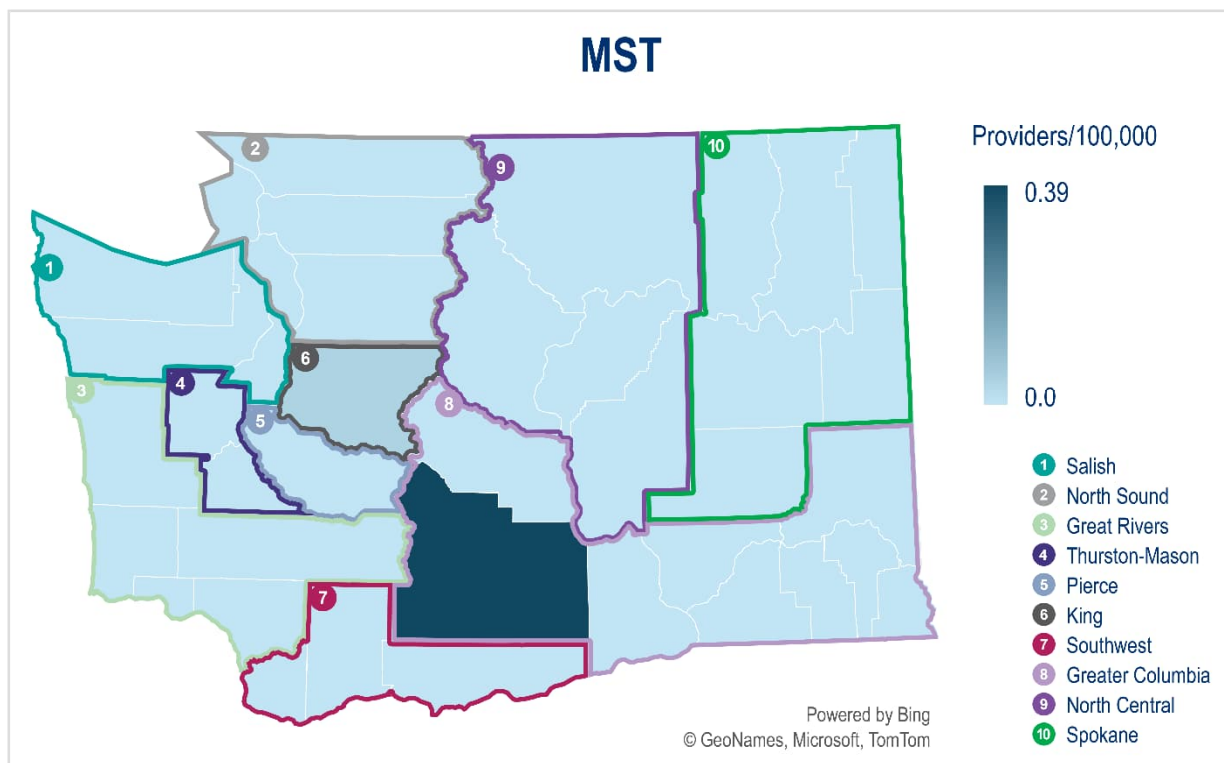 MST
2
10
9
1
6
4
3
8
5
7
Providers/100,000
0.39
0.0
1 Salish
2 North Sound
3 Great Rivers
4 Thurston-Mason
5 Pierce
6 King
7 Southwest
8 Greater Columbia
9 North Central
10 Spokane
Powered by Bing
© GeoNames, Microsoft, TomTom